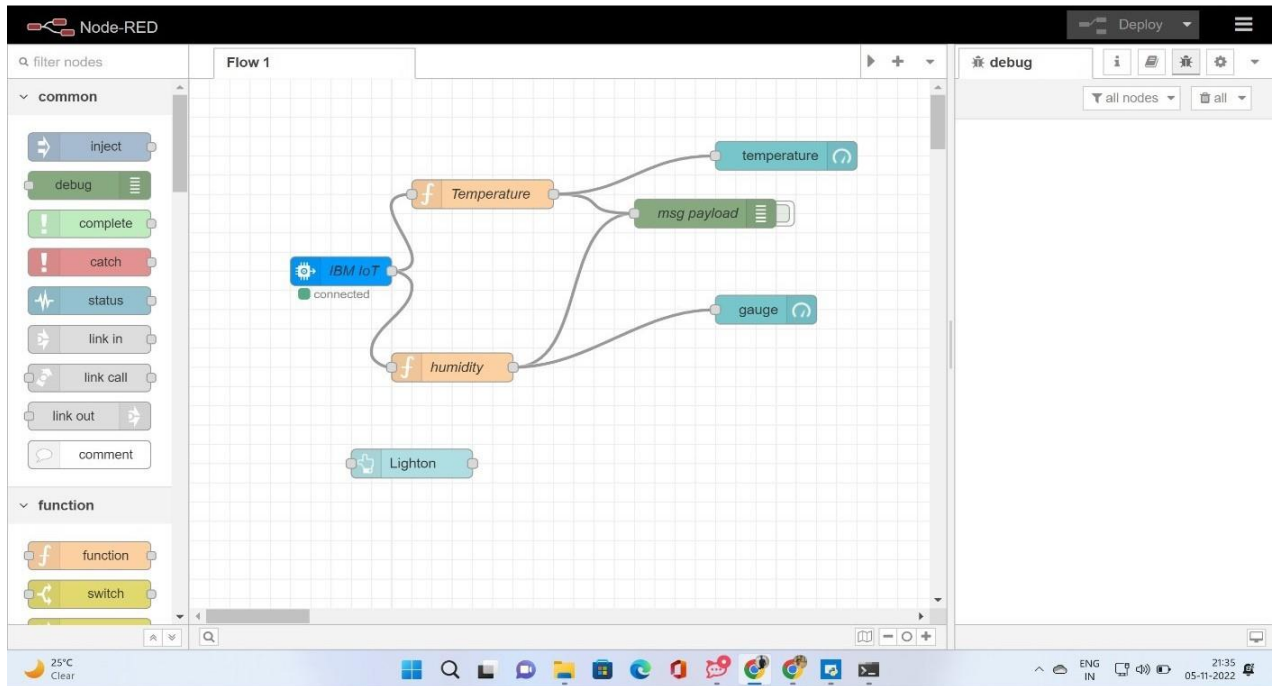 Node-RED
Deploy
filter nodes
Flow 1
debug
i
all nodes
all
common
inject
debug
complete
catch
status
link in
link call
link out
comment
function
function
switch
temperature
Temperature
msg payload
IBM IoT
connected
gauge
humidity
Lighton
25°C
Clear
ENG
IN
21:35
05-11-2022